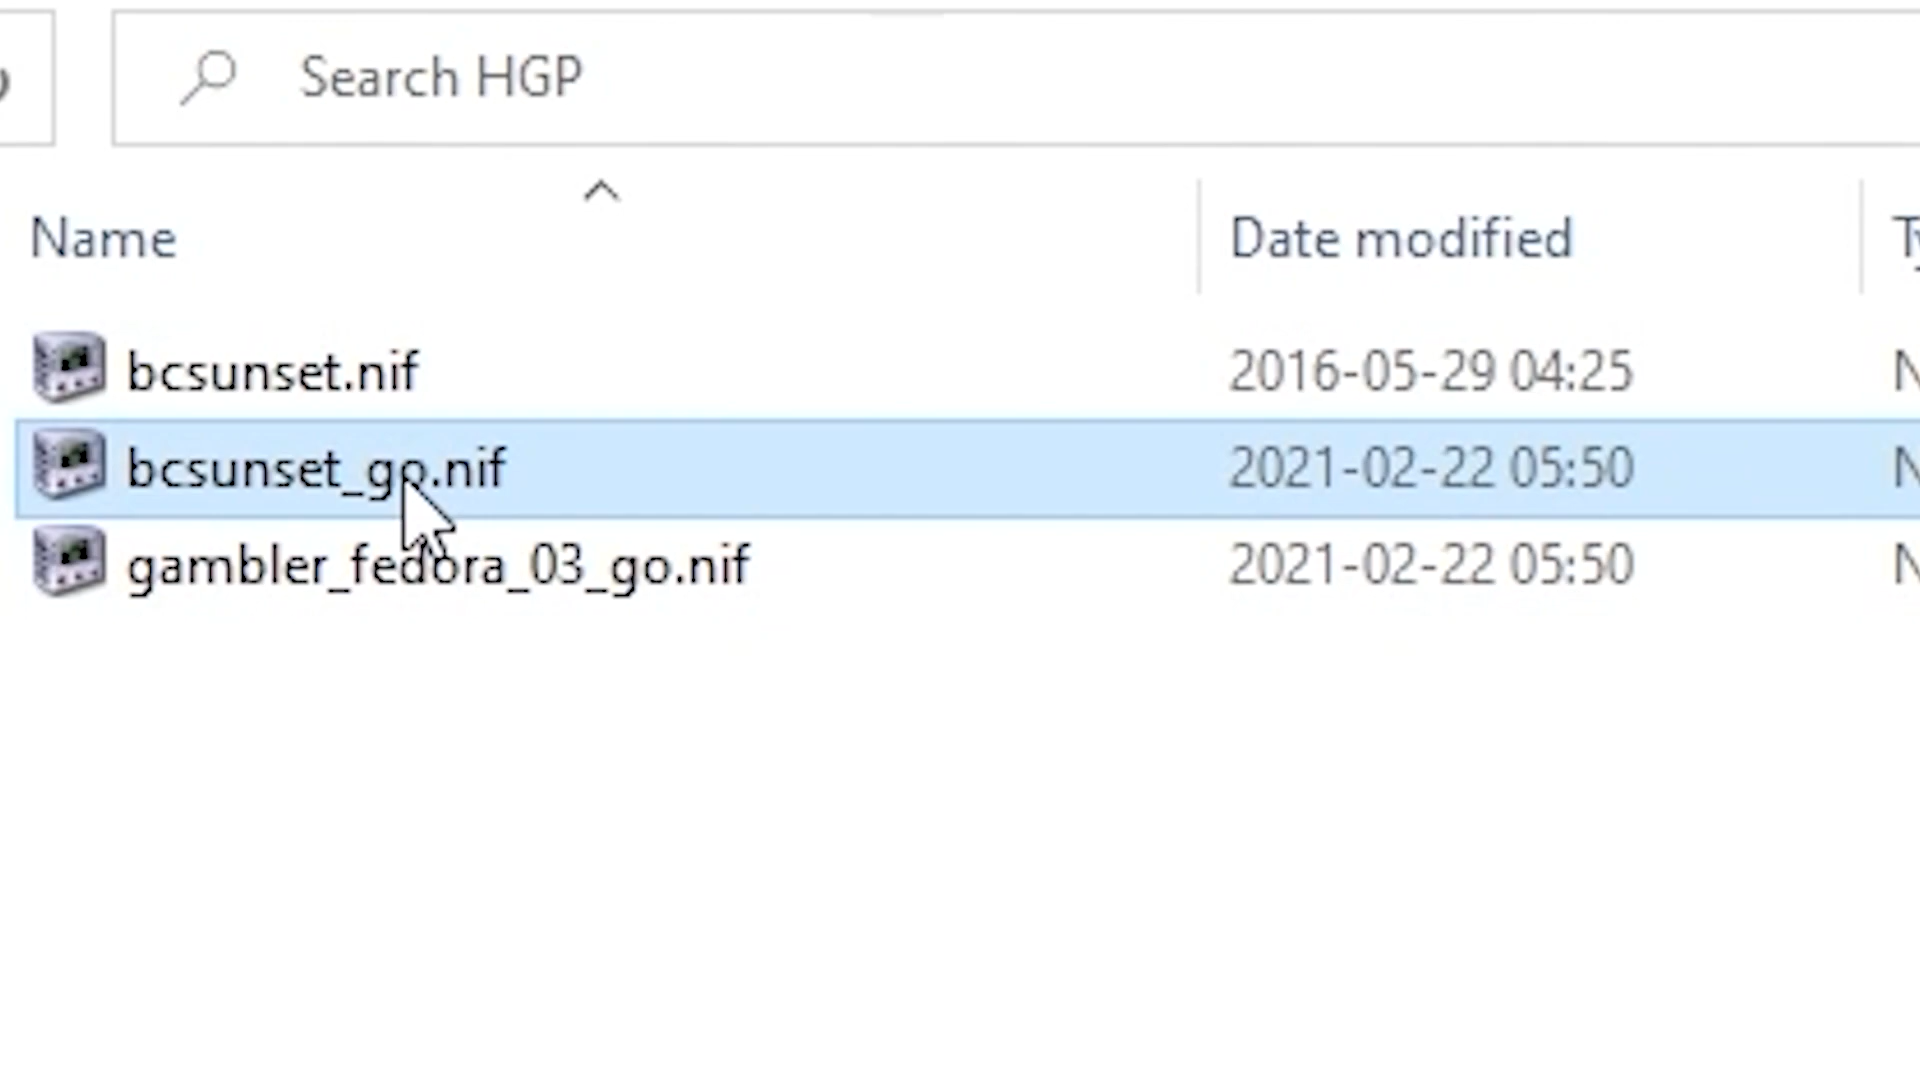 Search HGP
Name Date modified
bcsunset.nif 2016-05-29 04:25 N
bcsunset_go.nif 2021-02-22 05:50 N
gambler_fedora_03_go.nif 2021-02-22 05:50 N